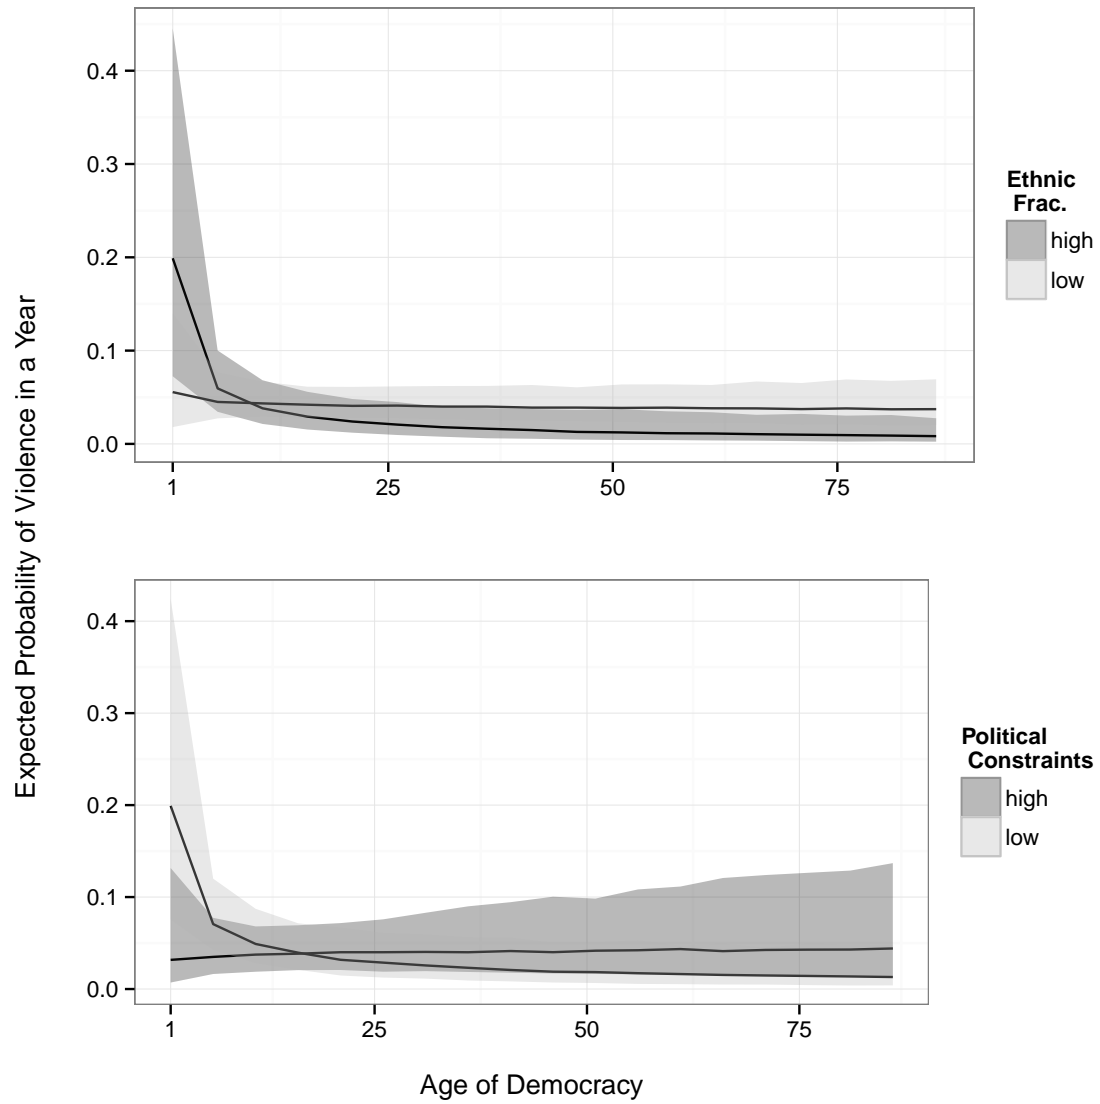 Expected Probability of Violence in a Year
0.4
0.3
0.2
0.1
0.0
1 25 50 75
Ethnic
Frac.
high
low
0.4
0.3
0.2
0.1
0.0
1 25 50 75
Political
Constraints
high
low
Age of Democracy